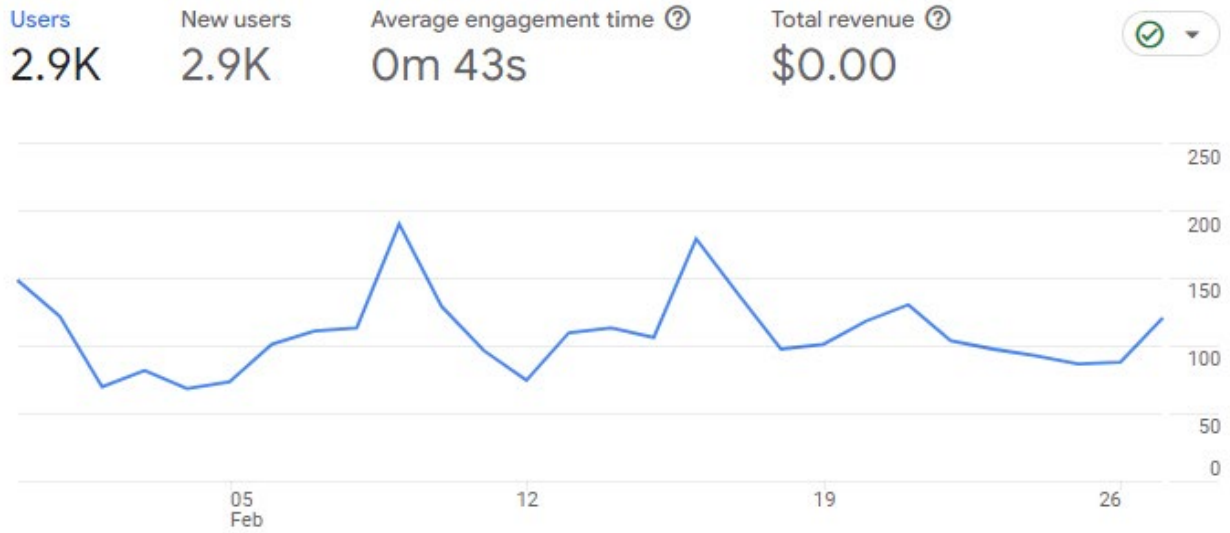 Users New users Average engagement time Total revenue
2.9K 2.9K 0m 43s $0.00
250
200
150
100
50
0
05 12 19 26
Feb